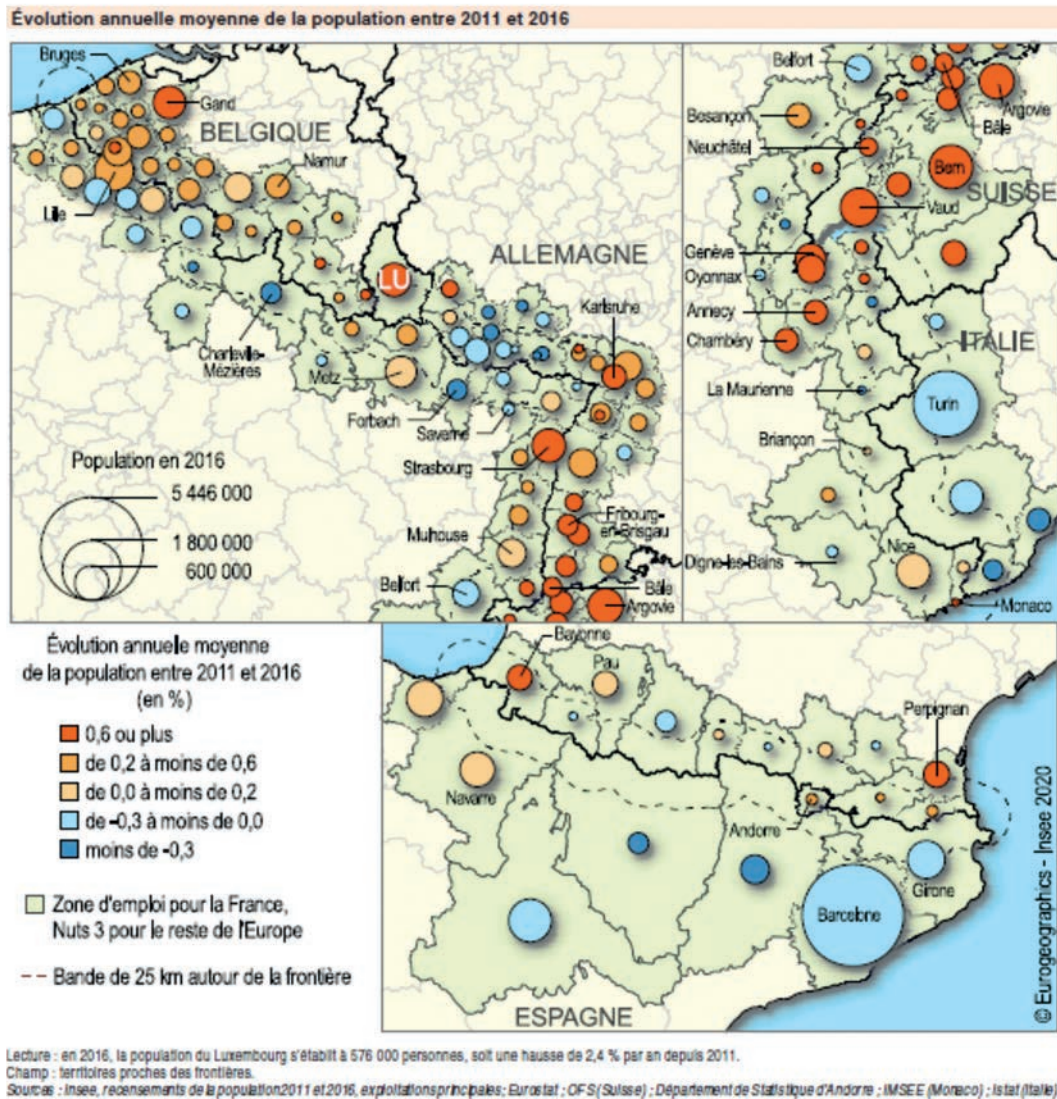 Évolution annuelle moyenne de la population entre 2011 et 2016
Bruges
Gand
BELGIQUE
Namur
Lille
ALLEMAGNE
LU
Karlsruhe
Charleville-
Mézières
Metz
Forbach
Saverne
Strasbourg
Population en 2016
5 446 000
1 800 000
600 000
Mulhouse
Fribourg-
en-Brisgau
Belfort
Bâle
Argovie
Belfort
Besançon
Argovie
Bâle
Neuchâtel
Bern
SUISSE
Vaud
Genève
Oyonnax
Annecy
Chambéry
ITALIE
La Maurienne
Turin
Briançon
Nice
Digne-les-Bains
Monaco
Évolution annuelle moyenne
de la population entre 2011 et 2016
(en %)
0,6 ou plus
de 0,2 à moins de 0,6
de 0,0 à moins de 0,2
de -0,3 à moins de 0,0
moins de -0,3
Zone d'emploi pour la France,
Nuts 3 pour le reste de l'Europe
Bande de 25 km autour de la frontière
Bayonne
Pau
Perpignan
Navarre
Andorre
Girone
Barcelone
ESPAGNE
© Eurogeographics - Insee 2020
Lecture : en 2016, la population du Luxembourg s'établit à 576 000 personnes, soit une hausse de 2,4 % par an depuis 2011.
Champ : territoires proches des frontières.
Sources : Insee, recensements de la population 2011 et 2016, exploitations principales ; Eurostat ; OFS (Suisse) ; Département de Statistique d'Andorre ; IMSEE (Monaco) ; Istat (Italie)